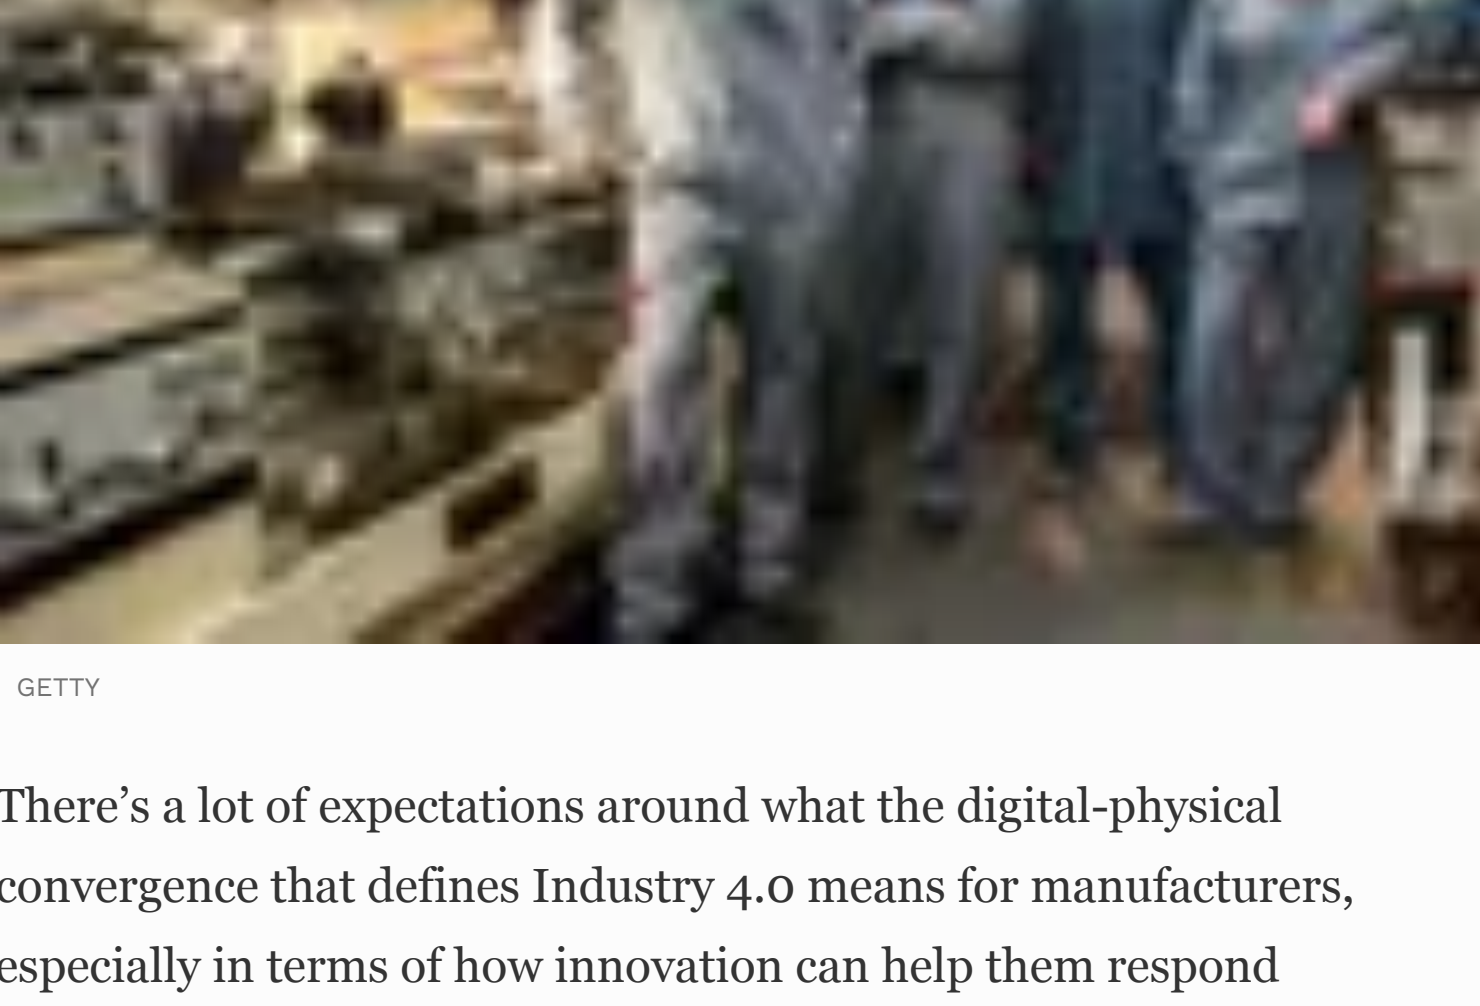 GETTY
There’s a lot of expectations around what the digital-physical
convergence that defines Industry 4.0 means for manufacturers,
especially in terms of how innovation can help them respond